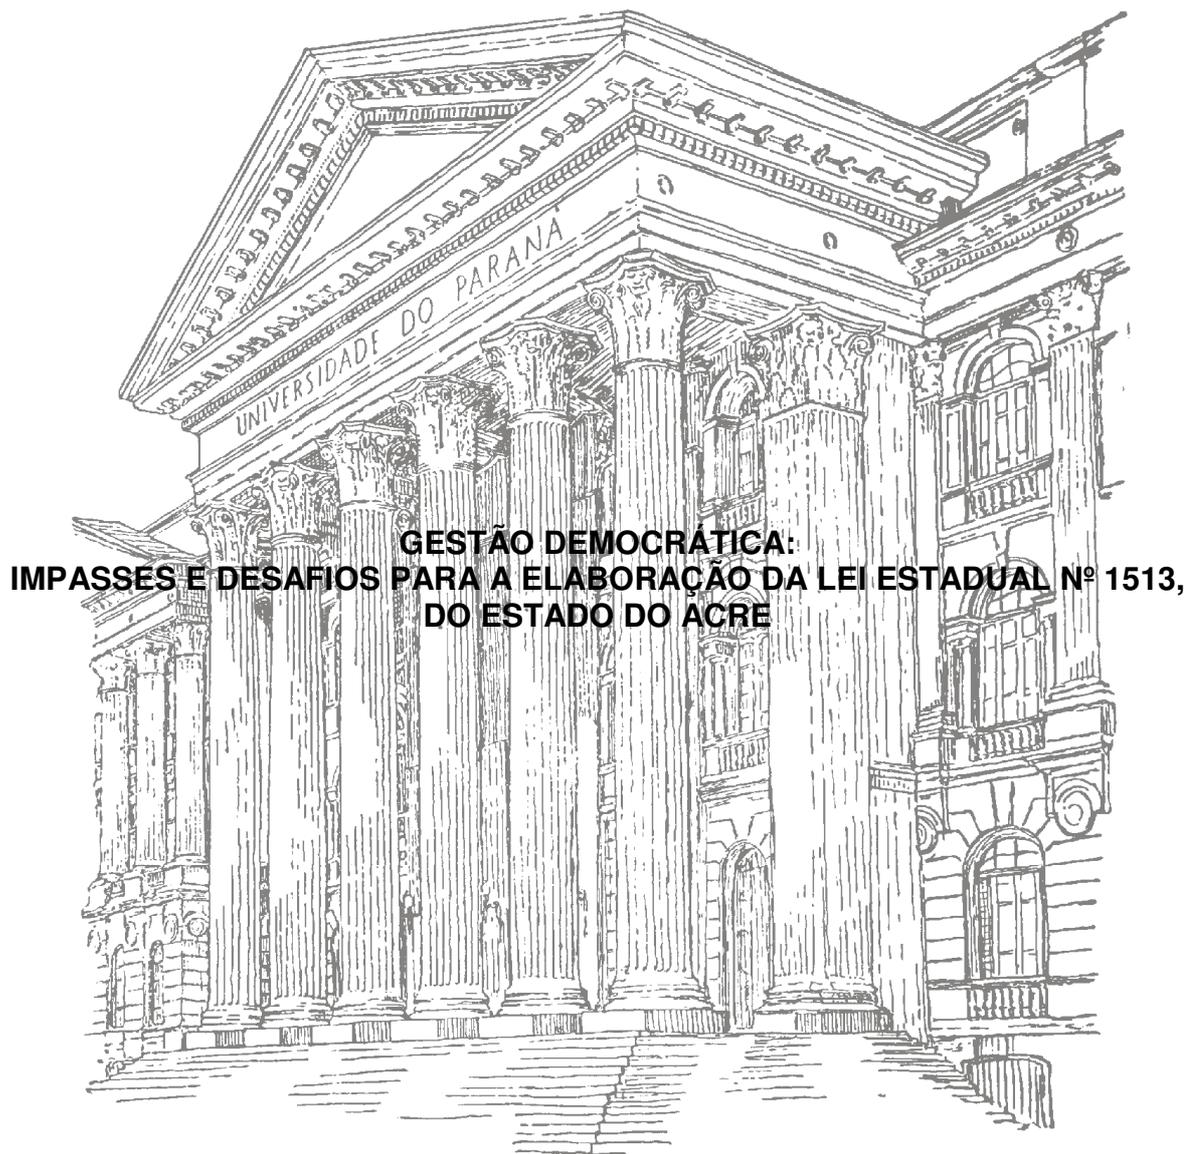 UNIVERSIDADE DO PARANÁ
GESTÃO DEMOCRÁTICA:
IMPASSES E DESAFIOS PARA A ELABORAÇÃO DA LEI ESTADUAL Nº 1513,
DO ESTADO DO ACRE